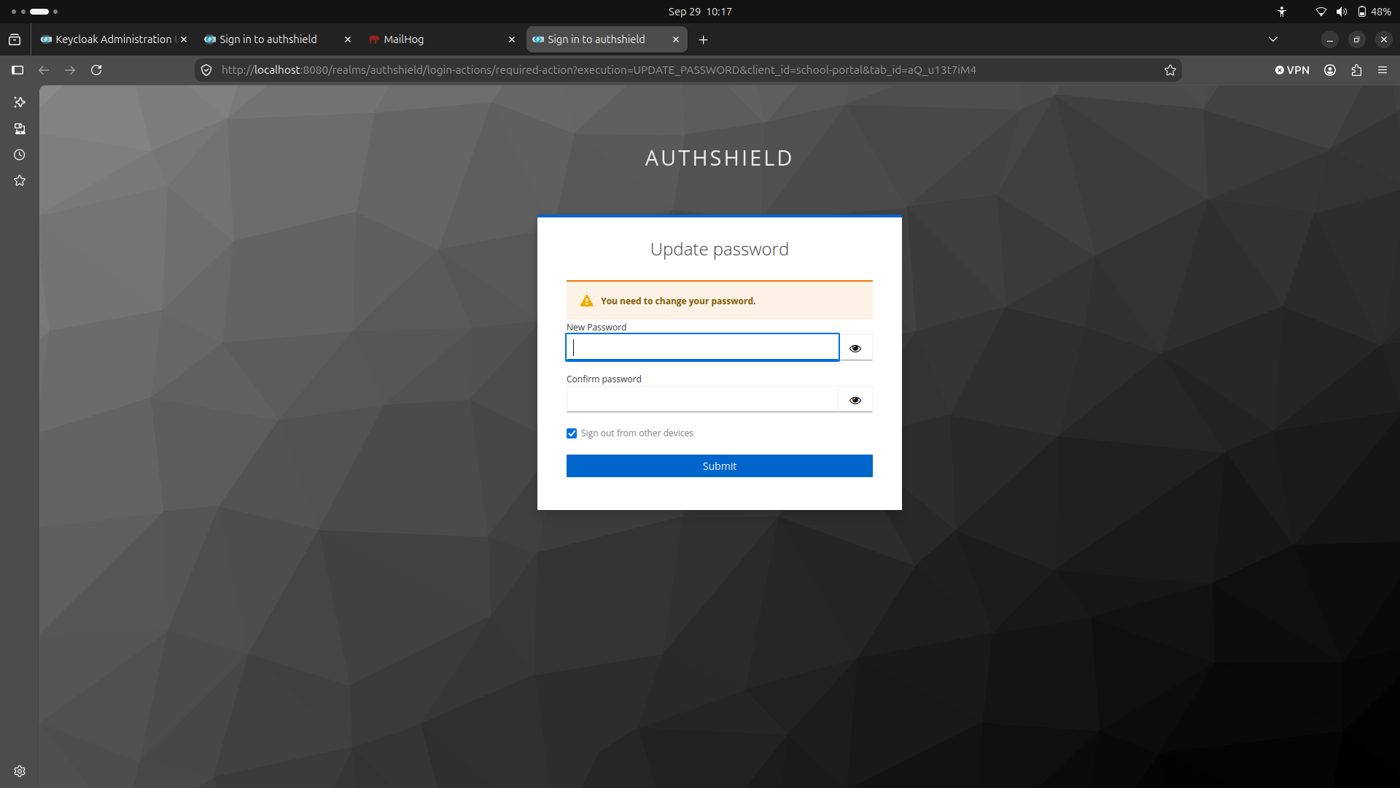 Sep 29 10:17
48%
Keycloak Administration
Sign in to authshield
MailHog
Sign in to authshield
http://localhost:8080/realms/authshield/login-actions/required-action?execution=UPDATE_PASSWORD&client_id=school-portal&tab_id=aQ_u13t7iM4
VPN
AUTHSHIELD
Update password
You need to change your password.
New Password
Confirm password
Sign out from other devices
Submit